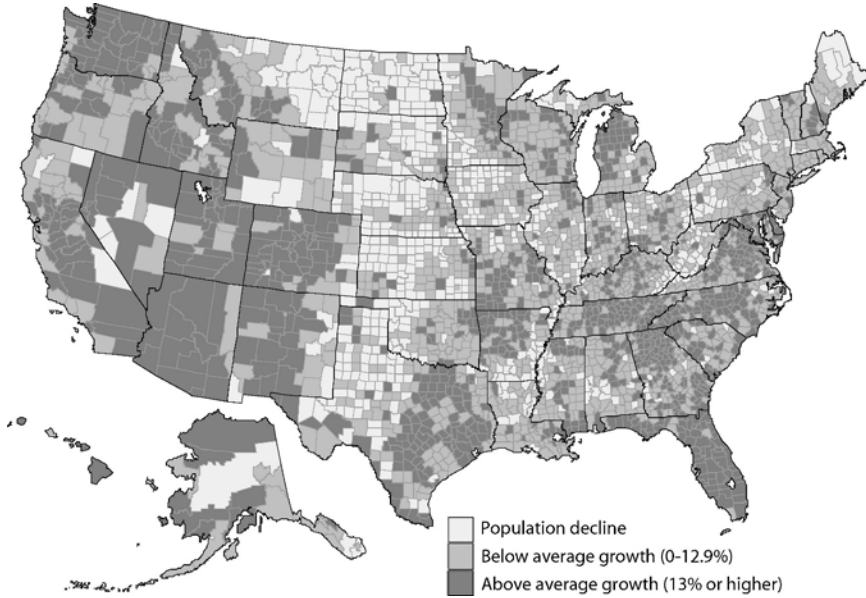 Population decline
Below average growth (0-12.9%)
Above average growth (13% or higher)